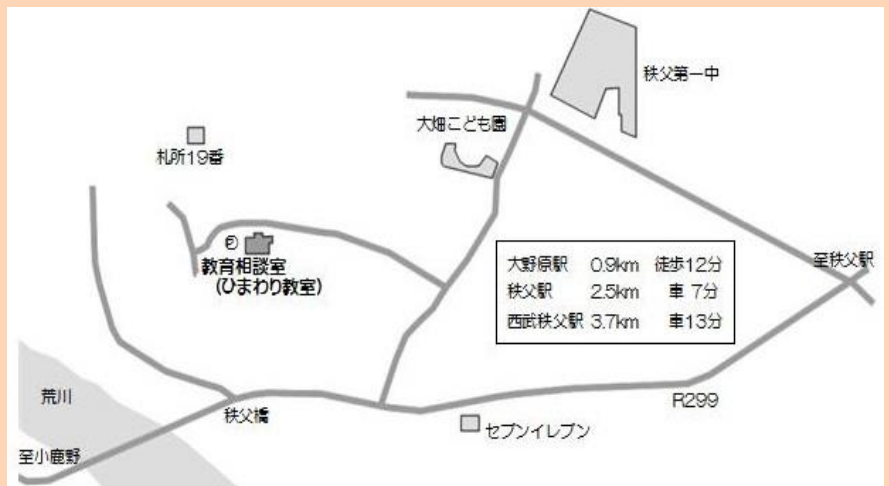 秩父第一中
大畑こども園
札所19番
Ⓟ
教育相談室
(ひまわり教室)
大野原駅 0.9km 徒歩12分
秩父駅 2.5km 車 7分
西武秩父駅 3.7km 車13分
至秩父駅
R299
荒川
秩父橋
セブンイレブン
至小鹿野